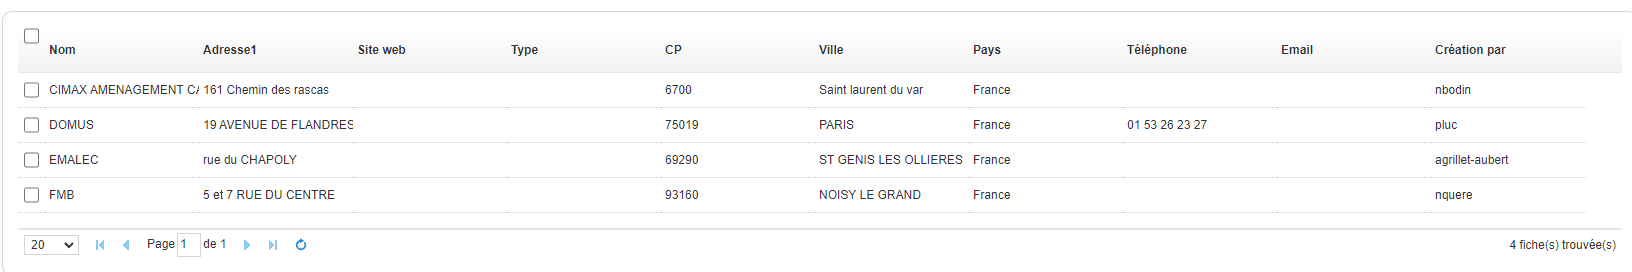 Nom Adresse1 Site web Type CP Ville Pays Téléphone Email Création par
CIMAX AMENAGEMENT 161 Chemin des rascas 6700 Saint laurent du var France nbodin
DOMUS 19 AVENUE DE FLANDRES 75019 PARIS France 01 53 26 23 27 pluc
EMALEC rue du CHAPOLY 69290 ST GENIS LES OLLIERES France agrillet-aubert
FMB 5 et 7 RUE DU CENTRE 93160 NOISY LE GRAND France nquere
20 Page 1 de 1 4 fiche(s) trouvée(s)